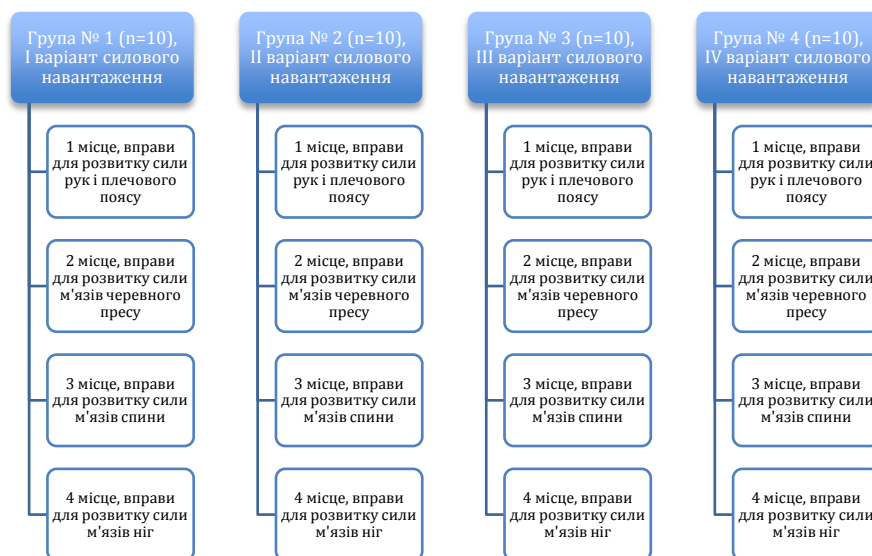 Група № 1 (n=10),
І варіант силового
навантаження
1 місце, вправи
для розвитку сили
рук і плечового
поясу
2 місце, вправи
для розвитку сили
м'язів черевного
пресу
3 місце, вправи
для розвитку сили
м'язів спини
4 місце, вправи
для розвитку сили
м'язів ніг
Група № 2 (n=10),
ІІ варіант силового
навантаження
1 місце, вправи
для розвитку сили
рук і плечового
поясу
2 місце, вправи
для розвитку сили
м'язів черевного
пресу
3 місце, вправи
для розвитку сили
м'язів спини
4 місце, вправи
для розвитку сили
м'язів ніг
Група № 3 (n=10),
ІІІ варіант силового
навантаження
1 місце, вправи
для розвитку сили
рук і плечового
поясу
2 місце, вправи
для розвитку сили
м'язів черевного
пресу
3 місце, вправи
для розвитку сили
м'язів спини
4 місце, вправи
для розвитку сили
м'язів ніг
Група № 4 (n=10),
IV варіант силового
навантаження
1 місце, вправи
для розвитку сили
рук і плечового
поясу
2 місце, вправи
для розвитку сили
м'язів черевного
пресу
3 місце, вправи
для розвитку сили
м'язів спини
4 місце, вправи
для розвитку сили
м'язів ніг